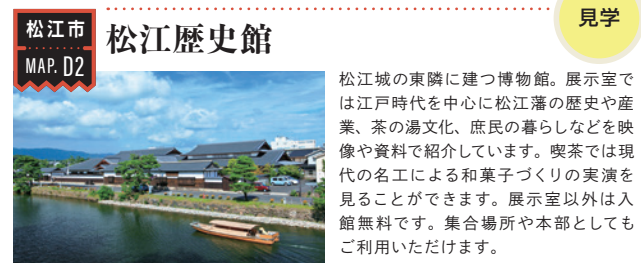 松江市
MAP. D2
松江歴史館
見学
松江城の東隣に建つ博物館。展示室で
は江戸時代を中心に松江藩の歴史や産
業、茶の湯文化、庶民の暮らしなどを映
像や資料で紹介しています。喫茶では現
代の名工による和菓子づくりの実演を
見ることができます。展示室以外は入
館無料です。集合場所や本部としても
ご利用いただけます。